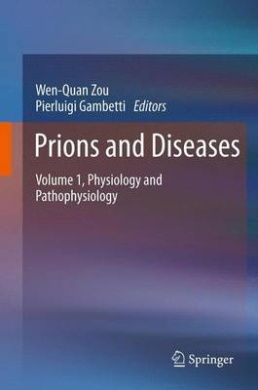 Wen-Quan Zou
Pierluigi Gambetti Editors
Prions and Diseases
Volume 1, Physiology and
Pathophysiology
Springer